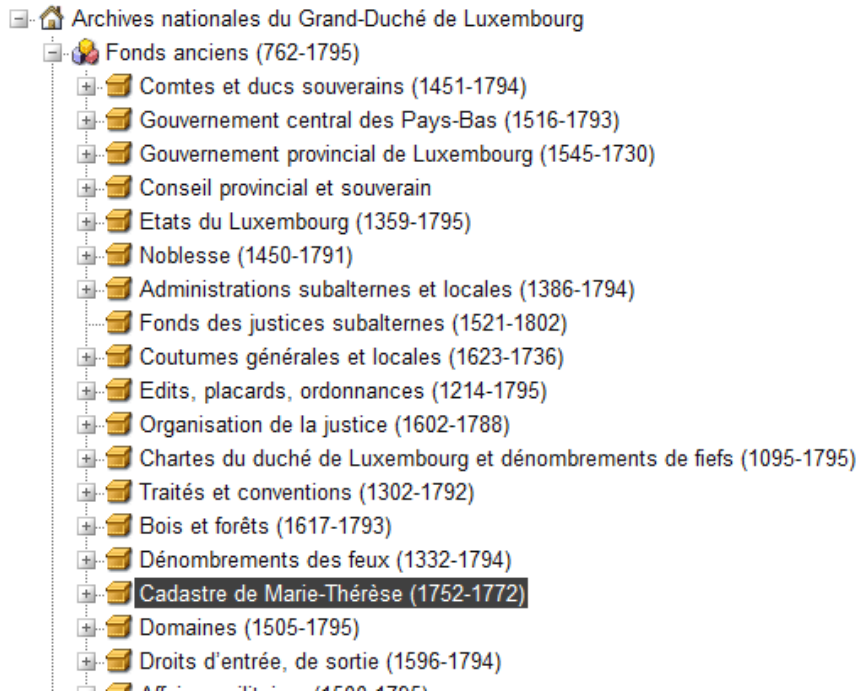 Archives nationales du Grand-Duché de Luxembourg
Fonds anciens (762-1795)
Comtes et ducs souverains (1451-1794)
Gouvernement central des Pays-Bas (1516-1793)
Gouvernement provincial de Luxembourg (1545-1730)
Conseil provincial et souverain
Etats du Luxembourg (1359-1795)
Noblesse (1450-1791)
Administrations subalternes et locales (1386-1794)
Fonds des justices subalternes (1521-1802)
Coutumes générales et locales (1623-1736)
Edits, placards, ordonnances (1214-1795)
Organisation de la justice (1602-1788)
Chartes du duché de Luxembourg et dénombrements de fiefs (1095-1795)
Traités et conventions (1302-1792)
Bois et forêts (1617-1793)
Dénombrements des feux (1332-1794)
Cadastre de Marie-Thérèse (1752-1772)
Domaines (1505-1795)
Droits d'entrée, de sortie (1596-1794)